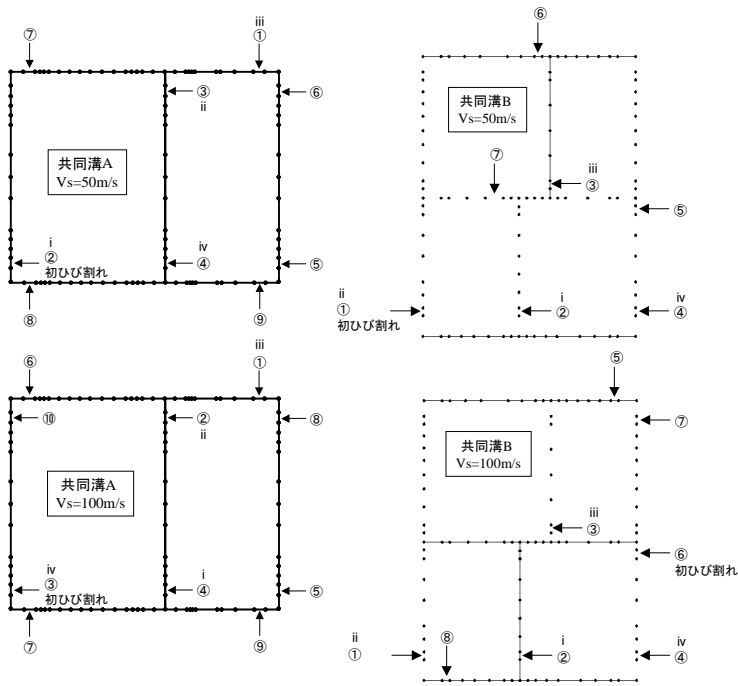 iii
①
⑦
③
ii
⑥
共同溝A
Vs=50m/s
i
②
初ひび割れ
iv
④
⑤
⑧
⑨
⑥
共同溝B
Vs=50m/s
⑦
iii
③
⑤
ii
①
初ひび割れ
i
②
iv
④
iii
①
⑥
⑩
②
ii
⑧
共同溝A
Vs=100m/s
iv
③
初ひび割れ
i
④
⑤
⑦
⑨
⑤
⑦
共同溝B
Vs=100m/s
iii
③
⑥
初ひび割れ
ii
①
⑧
i
②
iv
④